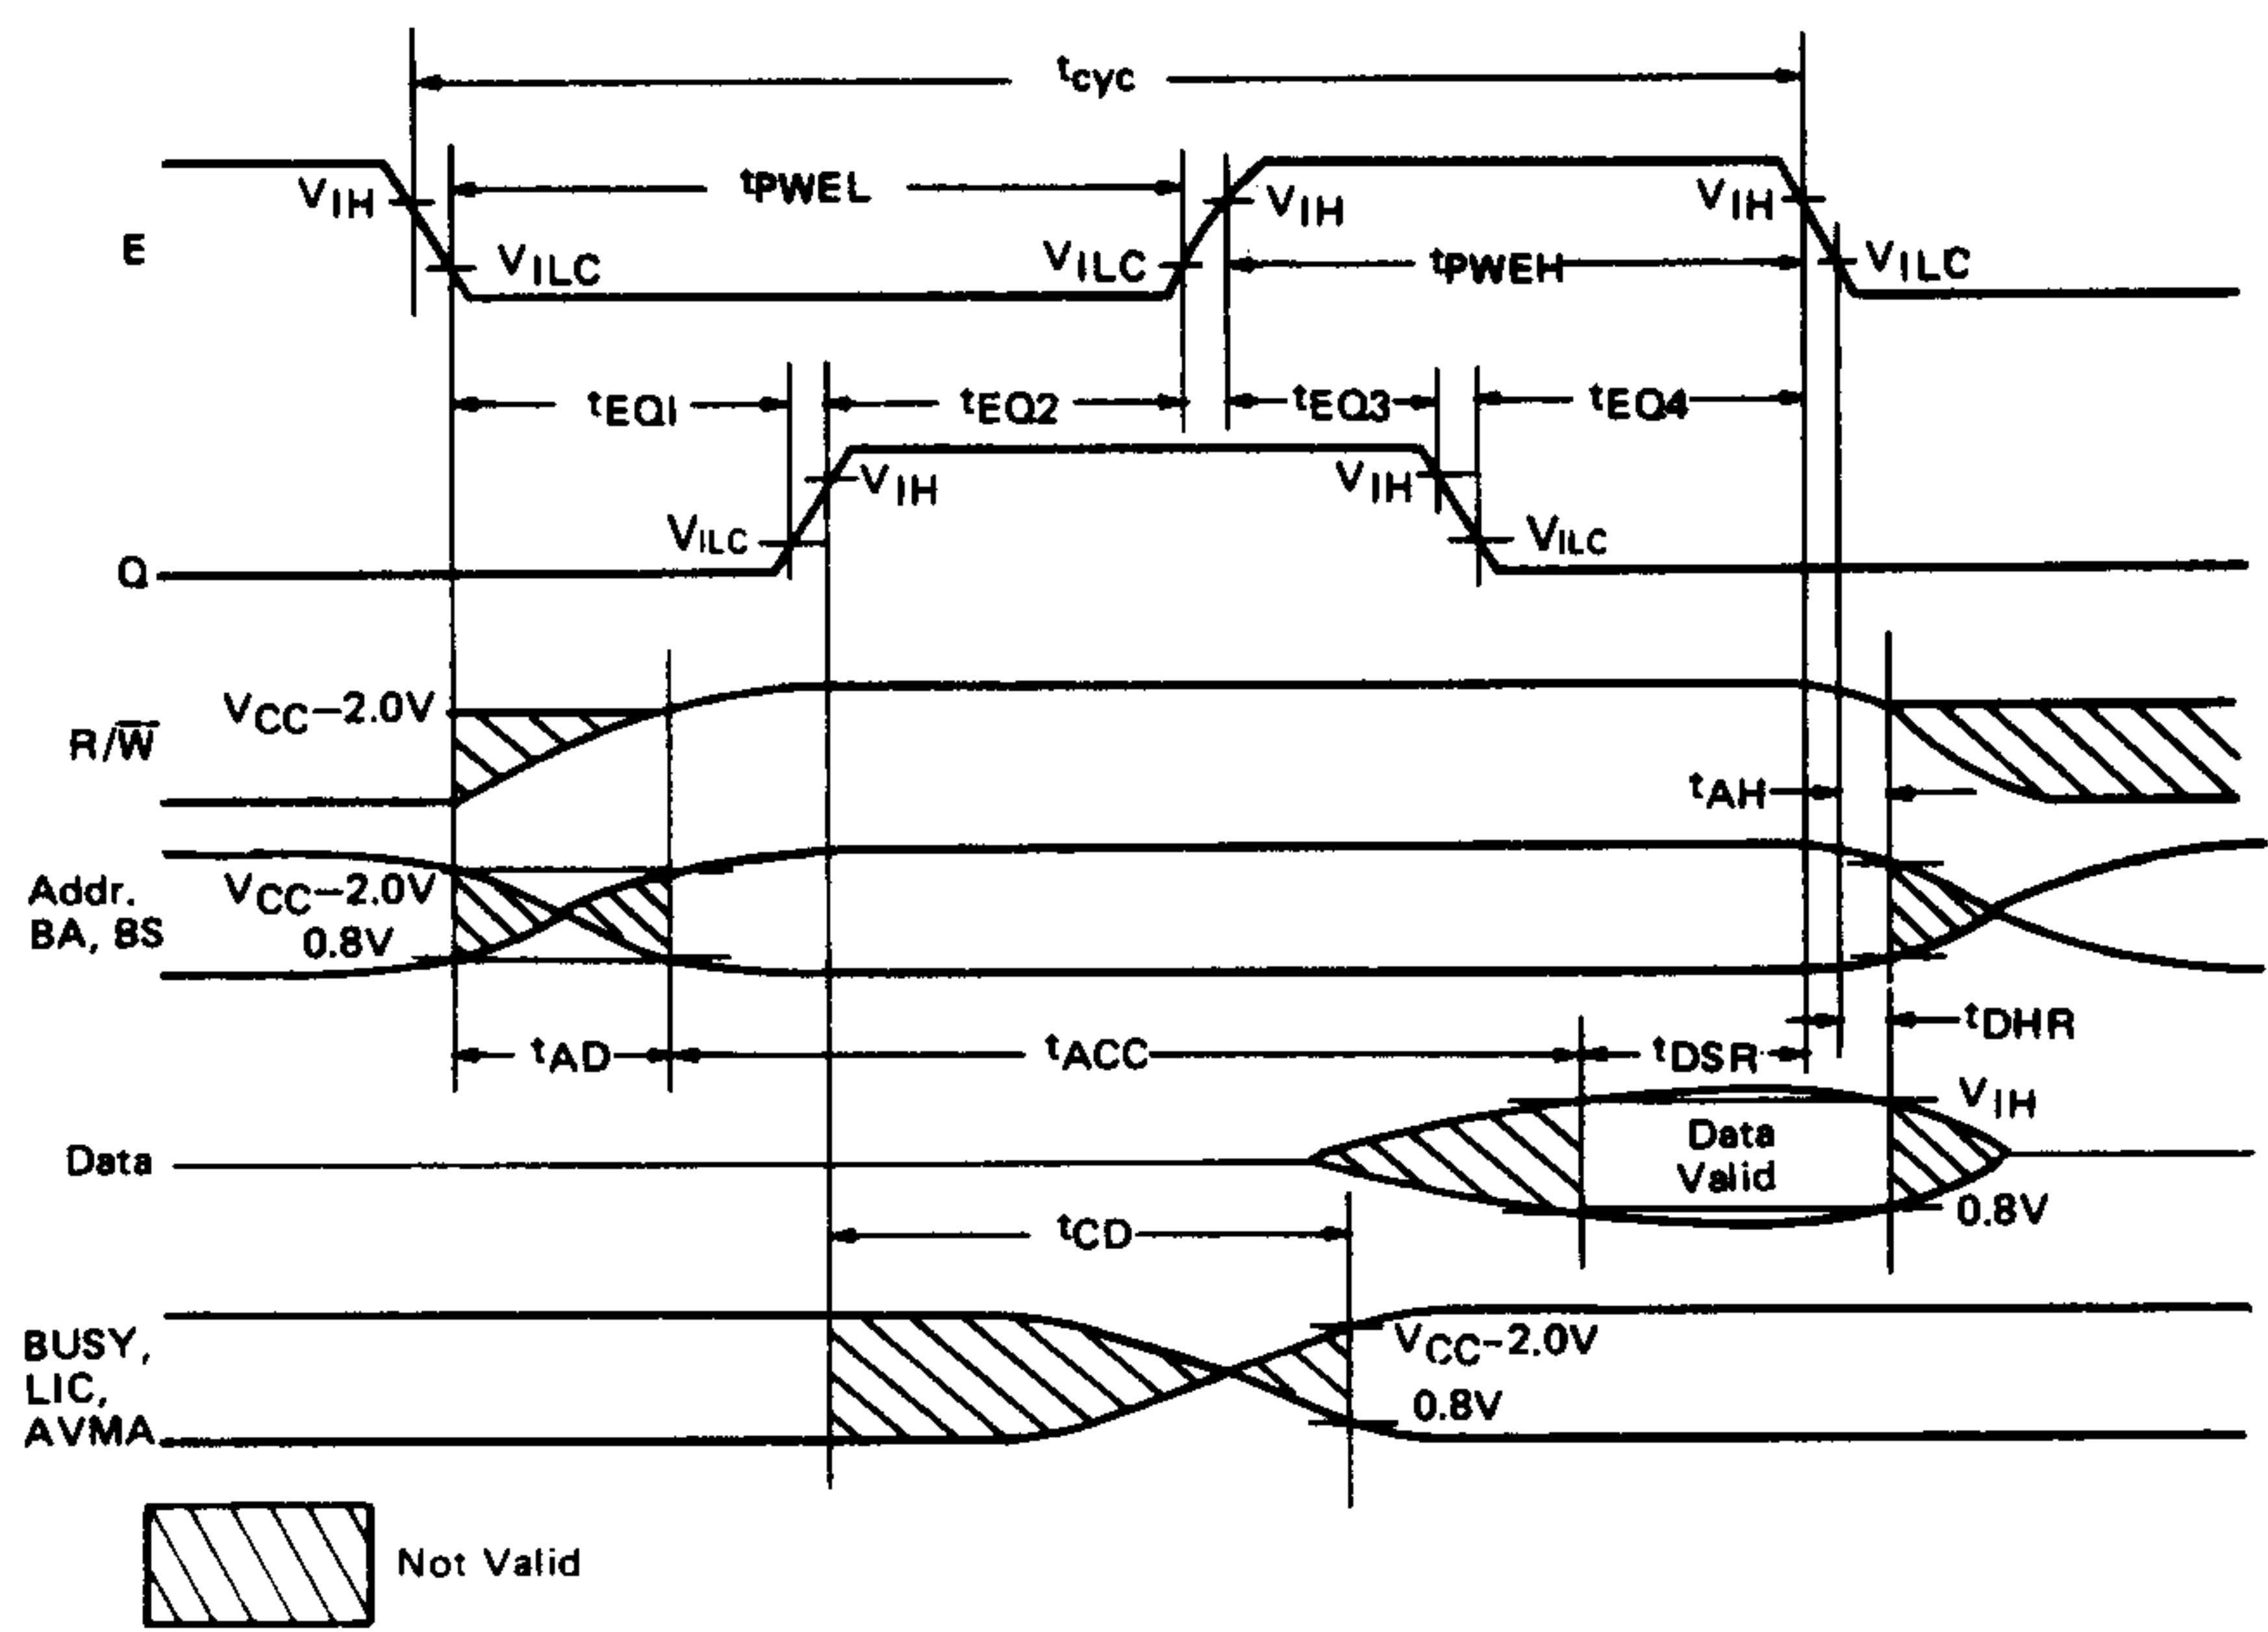 tcyc
VIH
tPWEL
VIH
VIH
E
VILC
VILC
tPWEH
VILC
tEQ1
tEQ2
tEQ3
tEQ4
VIH
VIH
VILC
VILC
Q
VCC-2.0V
R/W̅
tAH
Addr.
BA, BS
VCC-2.0V
0.8V
tDHR
tAD
tACC
tDSR
VIH
Data
Data
Valid
0.8V
tCD
BUSY,
LIC,
AVMA
VCC-2.0V
0.8V
Not Valid